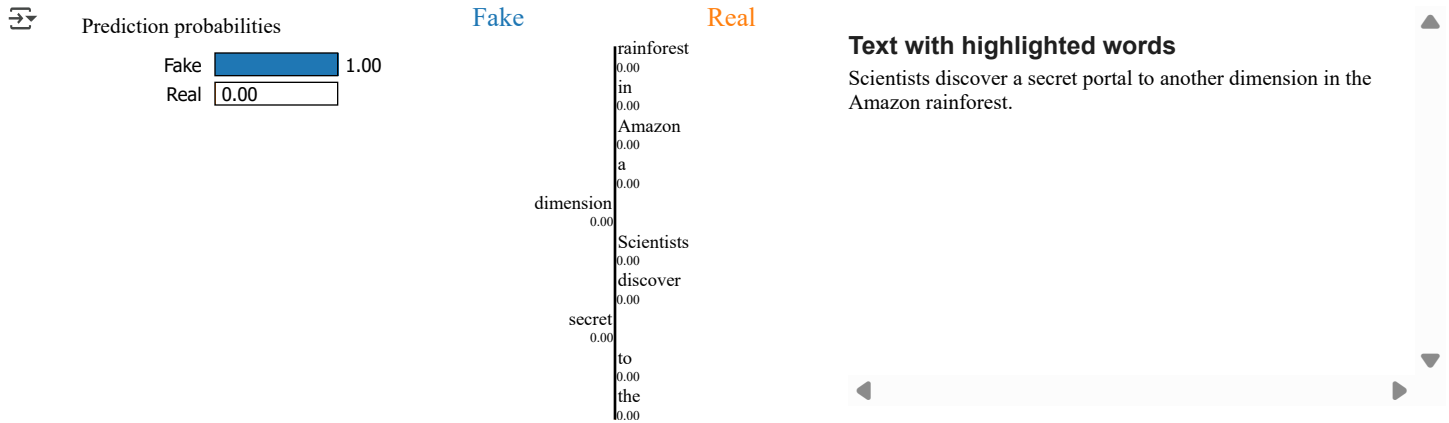 Prediction probabilities
Fake 1.00
Real 0.00
Fake Real
rainforest
0.00
in
0.00
Amazon
0.00
a
0.00
dimension
0.00
Scientists
0.00
discover
0.00
secret
0.00
to
0.00
the
0.00
Text with highlighted words
Scientists discover a secret portal to another dimension in the
Amazon rainforest.